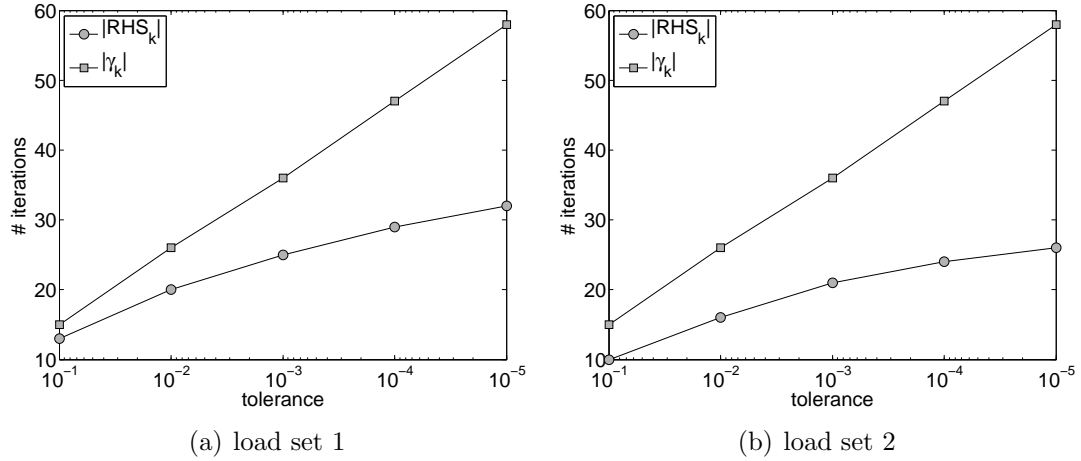 60
50
40
30
20
10
# iterations
|RHS_k|
|γ_k|
10^−1 10^−2 10^−3 10^−4 10^−5
tolerance
(a) load set 1
60
50
40
30
20
10
# iterations
|RHS_k|
|γ_k|
10^−1 10^−2 10^−3 10^−4 10^−5
tolerance
(b) load set 2